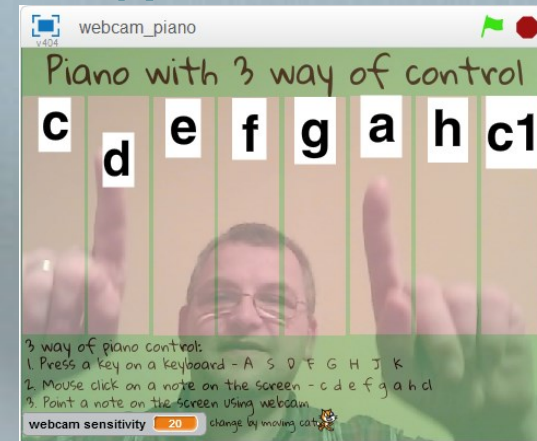 webcam_piano
v404
Piano with 3 way of control
c d e f g a h c1
3 way of piano control:
1. Press a key on a keyboard - A S D F G H J K
2. Mouse click on a note on the screen - c d e f g a h c1
3. Point a note on the screen using webcam
webcam sensitivity 20 change by moving cat